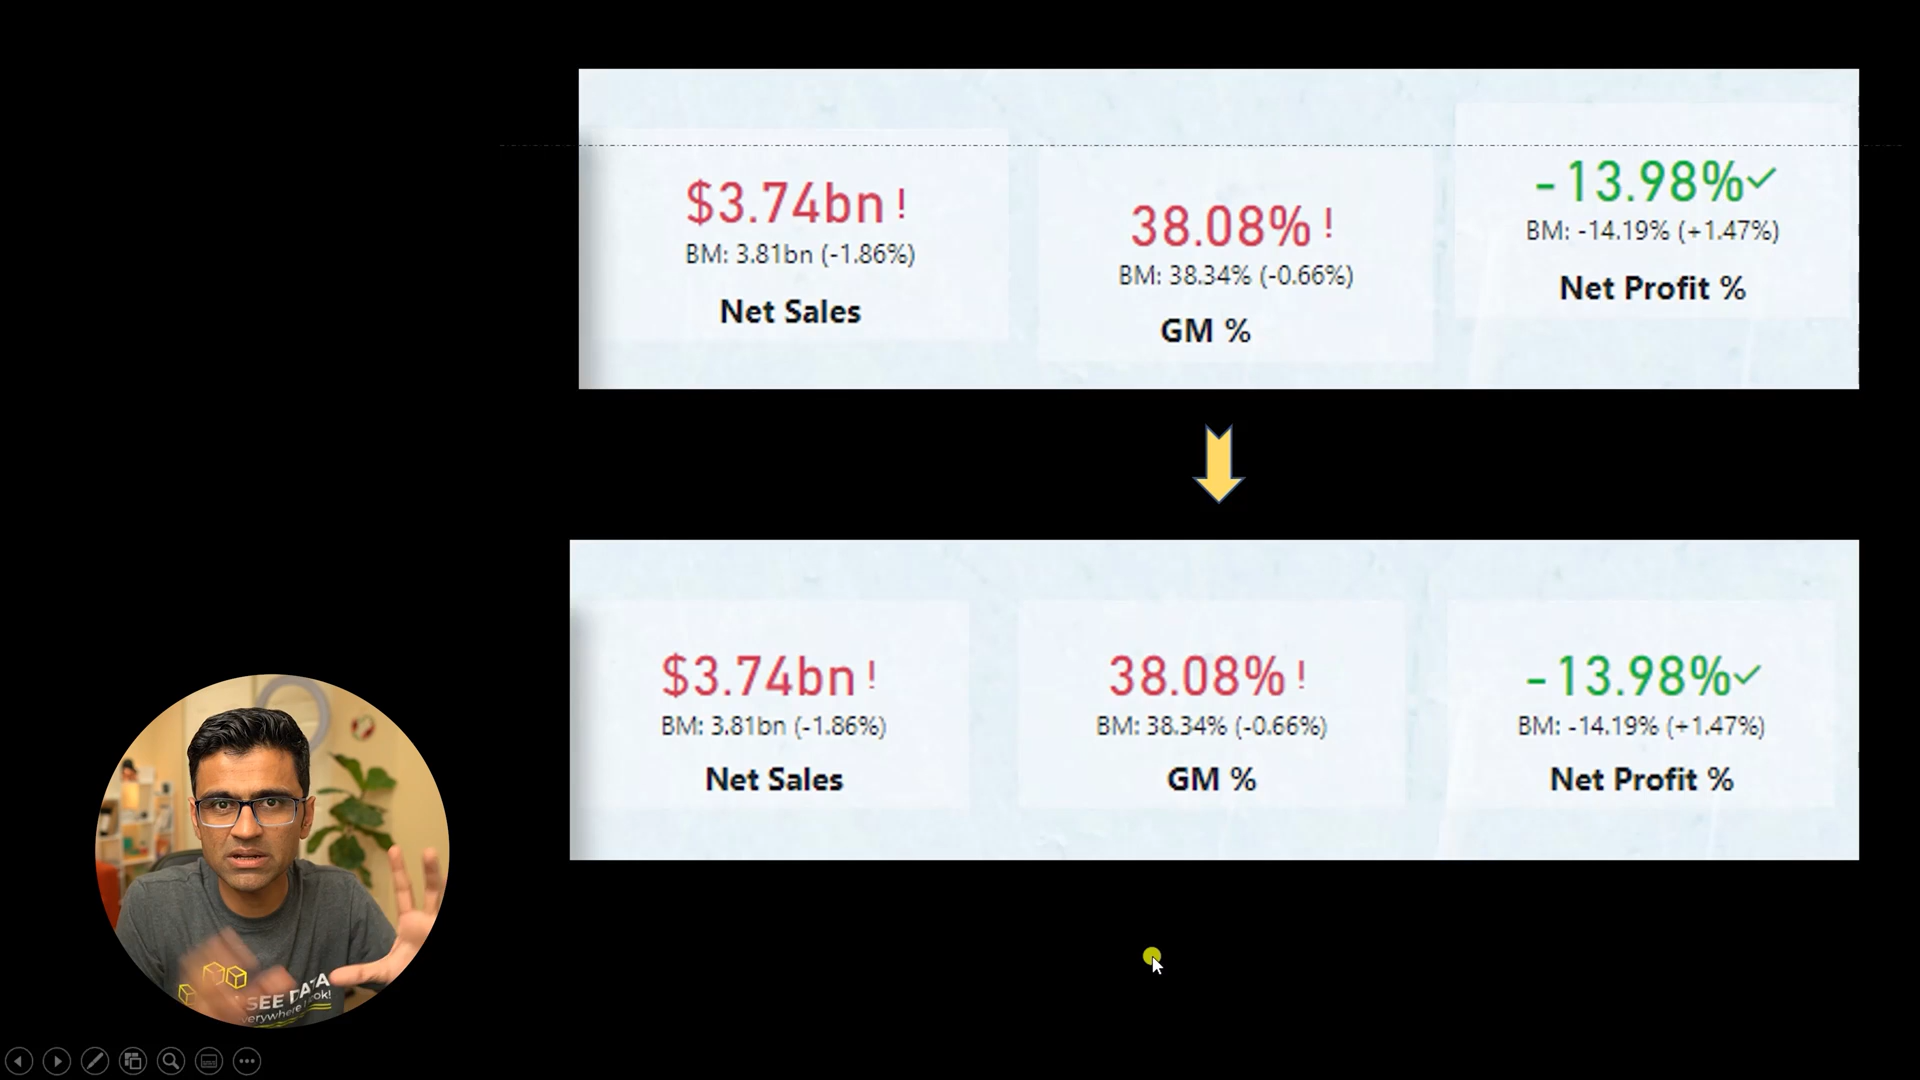 $3.74bn !
BM: 3.81bn (-1.86%)
Net Sales
38.08% !
BM: 38.34% (-0.66%)
GM %
-13.98%✓
BM: -14.19% (+1.47%)
Net Profit %
$3.74bn !
BM: 3.81bn (-1.86%)
Net Sales
38.08% !
BM: 38.34% (-0.66%)
GM %
-13.98%✓
BM: -14.19% (+1.47%)
Net Profit %
SEE DATA